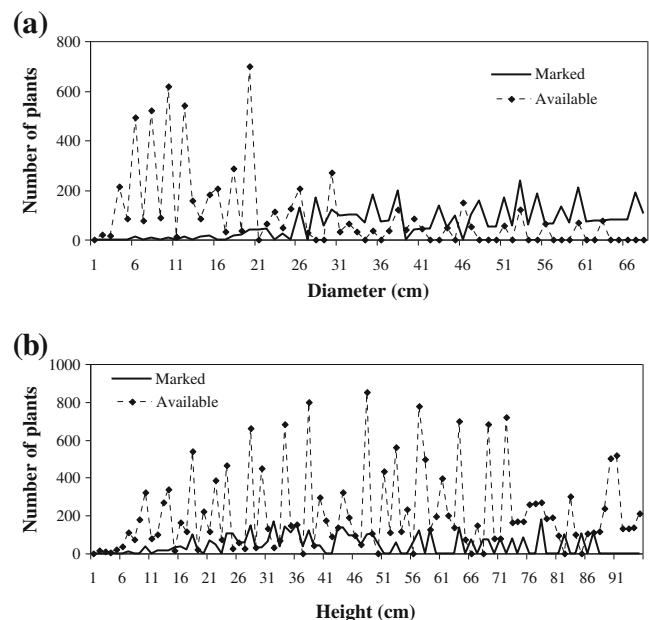 (a)
800
600
400
200
0
Number of plants
Marked
Available
1 6 11 16 21 26 31 36 41 46 51 56 61 66
Diameter (cm)
(b)
1000
800
600
400
200
0
Number of plants
Marked
Available
1 6 11 16 21 26 31 36 41 46 51 56 61 66 71 76 81 86 91
Height (cm)